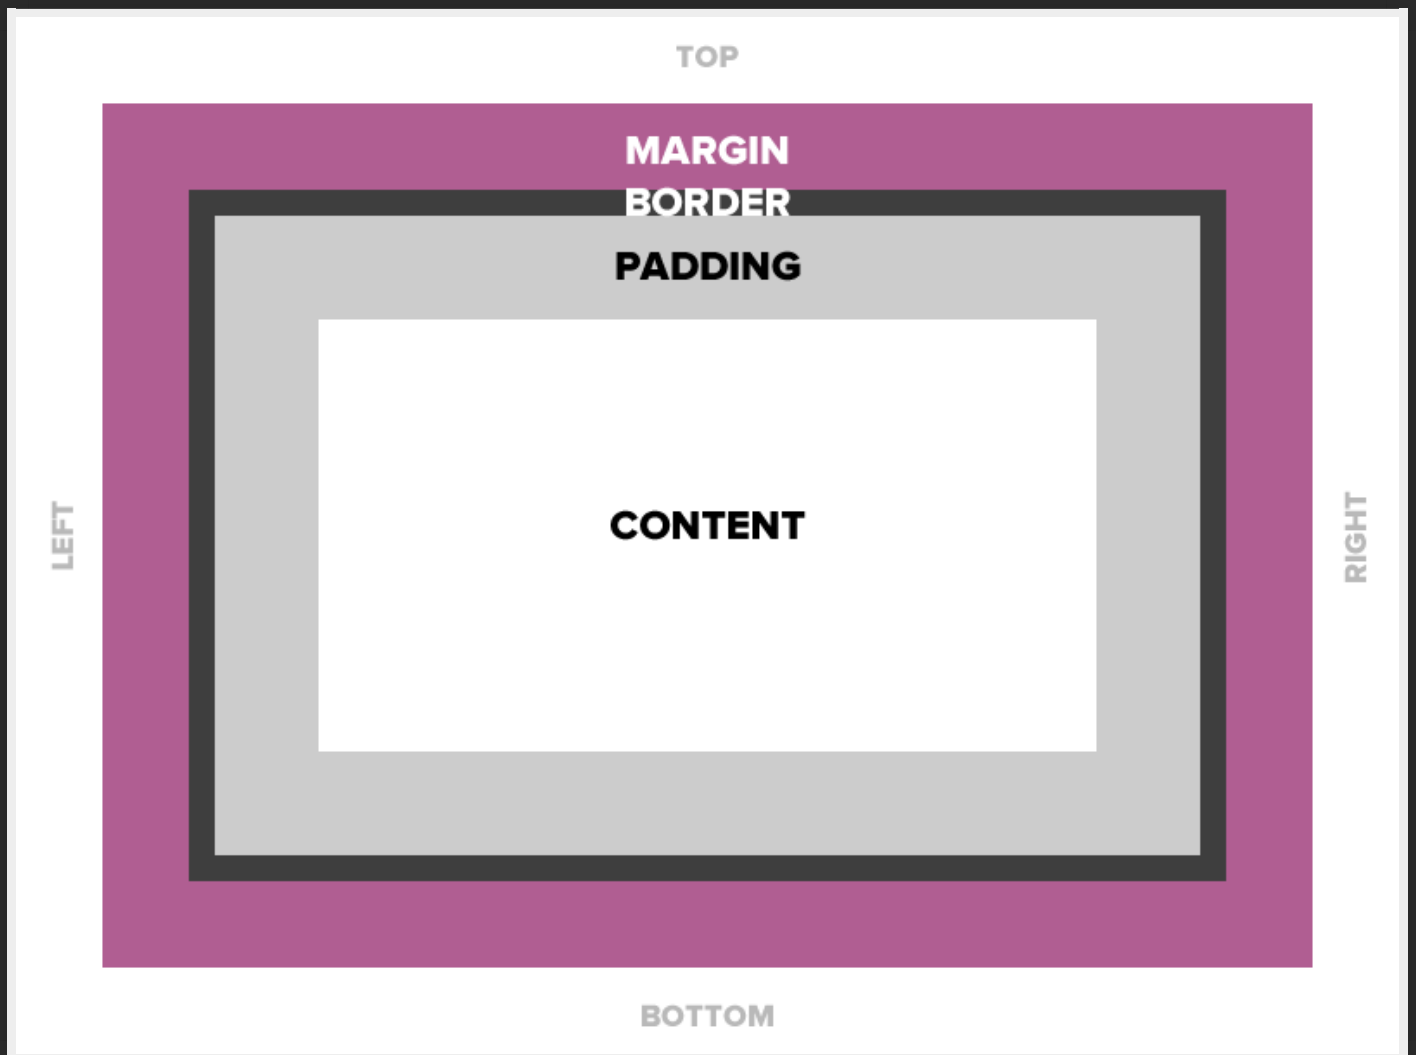 TOP
MARGIN
BORDER
PADDING
LEFT
CONTENT
RIGHT
BOTTOM